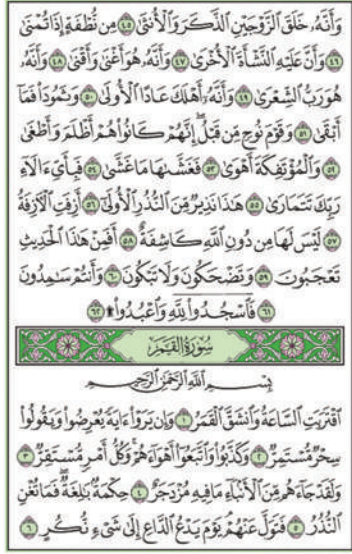 وَأَنَّهُۥ خَلَقَ ٱلزَّوْجَيْنِ ٱلذَّكَرَ وَٱلْأُنثَىٰ ٤٥ مِن نُّطْفَةٍ إِذَا تُمْنَىٰ
٤٦ وَأَنَّ عَلَيْهِ ٱلنَّشْأَةَ ٱلْأُخْرَىٰ ٤٧ وَأَنَّهُۥ هُوَ أَغْنَىٰ وَأَقْنَىٰ ٤٨ وَأَنَّهُۥ
هُوَ رَبُّ ٱلشِّعْرَىٰ ٤٩ وَأَنَّهُۥٓ أَهْلَكَ عَادًا ٱلْأُولَىٰ ٥٠ وَثَمُودَا۟ فَمَآ
أَبْقَىٰ ٥١ وَقَوْمَ نُوحٍ مِّن قَبْلُ ۖ إِنَّهُمْ كَانُوا۟ هُمْ أَظْلَمَ وَأَطْغَىٰ
٥٢ وَٱلْمُؤْتَفِكَةَ أَهْوَىٰ ٥٣ فَغَشَّىٰهَا مَا غَشَّىٰ ٥٤ فَبِأَىِّ ءَالَآءِ
رَبِّكَ تَتَمَارَىٰ ٥٥ هَٰذَا نَذِيرٌ مِّنَ ٱلنُّذُرِ ٱلْأُولَىٰٓ ٥٦ أَزِفَتِ ٱلْءَازِفَةُ
٥٧ لَيْسَ لَهَا مِن دُونِ ٱللَّهِ كَاشِفَةٌ ٥٨ أَفَمِنْ هَٰذَا ٱلْحَدِيثِ
تَعْجَبُونَ ٥٩ وَتَضْحَكُونَ وَلَا تَبْكُونَ ٦٠ وَأَنتُمْ سَٰمِدُونَ
٦١ فَٱسْجُدُوا۟ لِلَّهِ وَٱعْبُدُوا۟ ۩ ٦٢
سُورَةُ القَمَرِ
بِسْمِ ٱللَّهِ ٱلرَّحْمَٰنِ ٱلرَّحِيمِ
ٱقْتَرَبَتِ ٱلسَّاعَةُ وَٱنشَقَّ ٱلْقَمَرُ ١ وَإِن يَرَوْا۟ ءَايَةً يُعْرِضُوا۟ وَيَقُولُوا۟
سِحْرٌ مُّسْتَمِرٌّ ٢ وَكَذَّبُوا۟ وَٱتَّبَعُوٓا۟ أَهْوَآءَهُمْ ۚ وَكُلُّ أَمْرٍ مُّسْتَقِرٌّ ٣
وَلَقَدْ جَآءَهُم مِّنَ ٱلْأَنۢبَآءِ مَا فِيهِ مُزْدَجَرٌ ٤ حِكْمَةٌۢ بَٰلِغَةٌ ۖ فَمَا تُغْنِ
ٱلنُّذُرُ ٥ فَتَوَلَّ عَنْهُمْ ۘ يَوْمَ يَدْعُ ٱلدَّاعِ إِلَىٰ شَىْءٍ نُّكُرٍ ٦